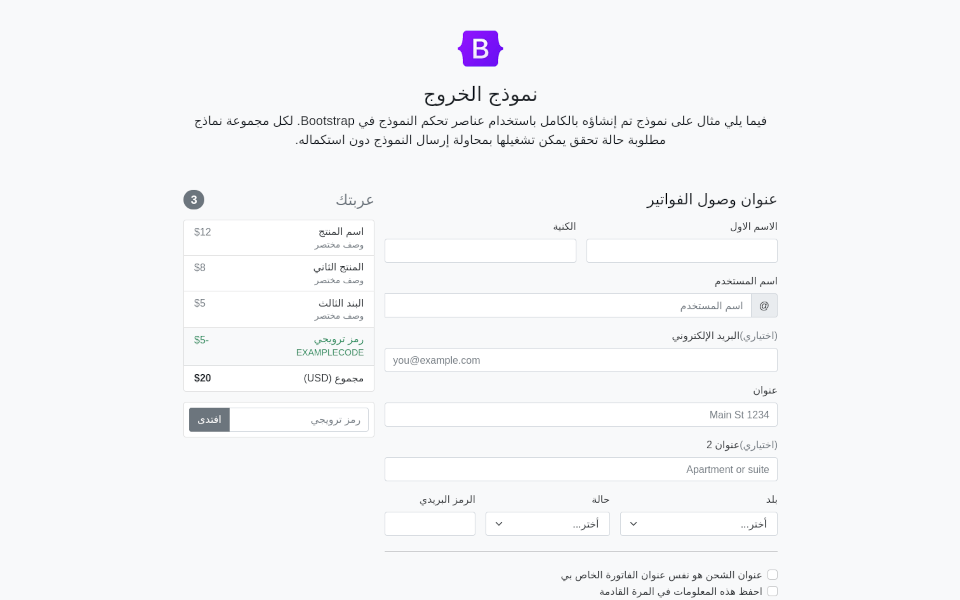 B
نموذج الخروج
فيما يلي مثال على نموذج تم إنشاؤه بالكامل باستخدام عناصر تحكم النموذج في Bootstrap. لكل مجموعة نماذج
مطلوبة حالة تحقق يمكن تشغيلها بمحاولة إرسال النموذج دون استكماله.
عنوان وصول الفواتير
الاسم الاول
الكنية
اسم المستخدم
@
اسم المستخدم
(اختياري)البريد الإلكتروني
you@example.com
عنوان
Main St 1234
(اختياري)عنوان 2
Apartment or suite
بلد
حالة
الرمز البريدي
أختر...
أختر...
عنوان الشحن هو نفس عنوان الفاتورة الخاص بي
احفظ هذه المعلومات في المرة القادمة
عربتك
3
اسم المنتج
$12
وصف مختصر
المنتج الثاني
$8
وصف مختصر
البند الثالث
$5
وصف مختصر
رمز ترويجي
$5-
EXAMPLECODE
مجموع (USD)
$20
رمز ترويجي
افتدى